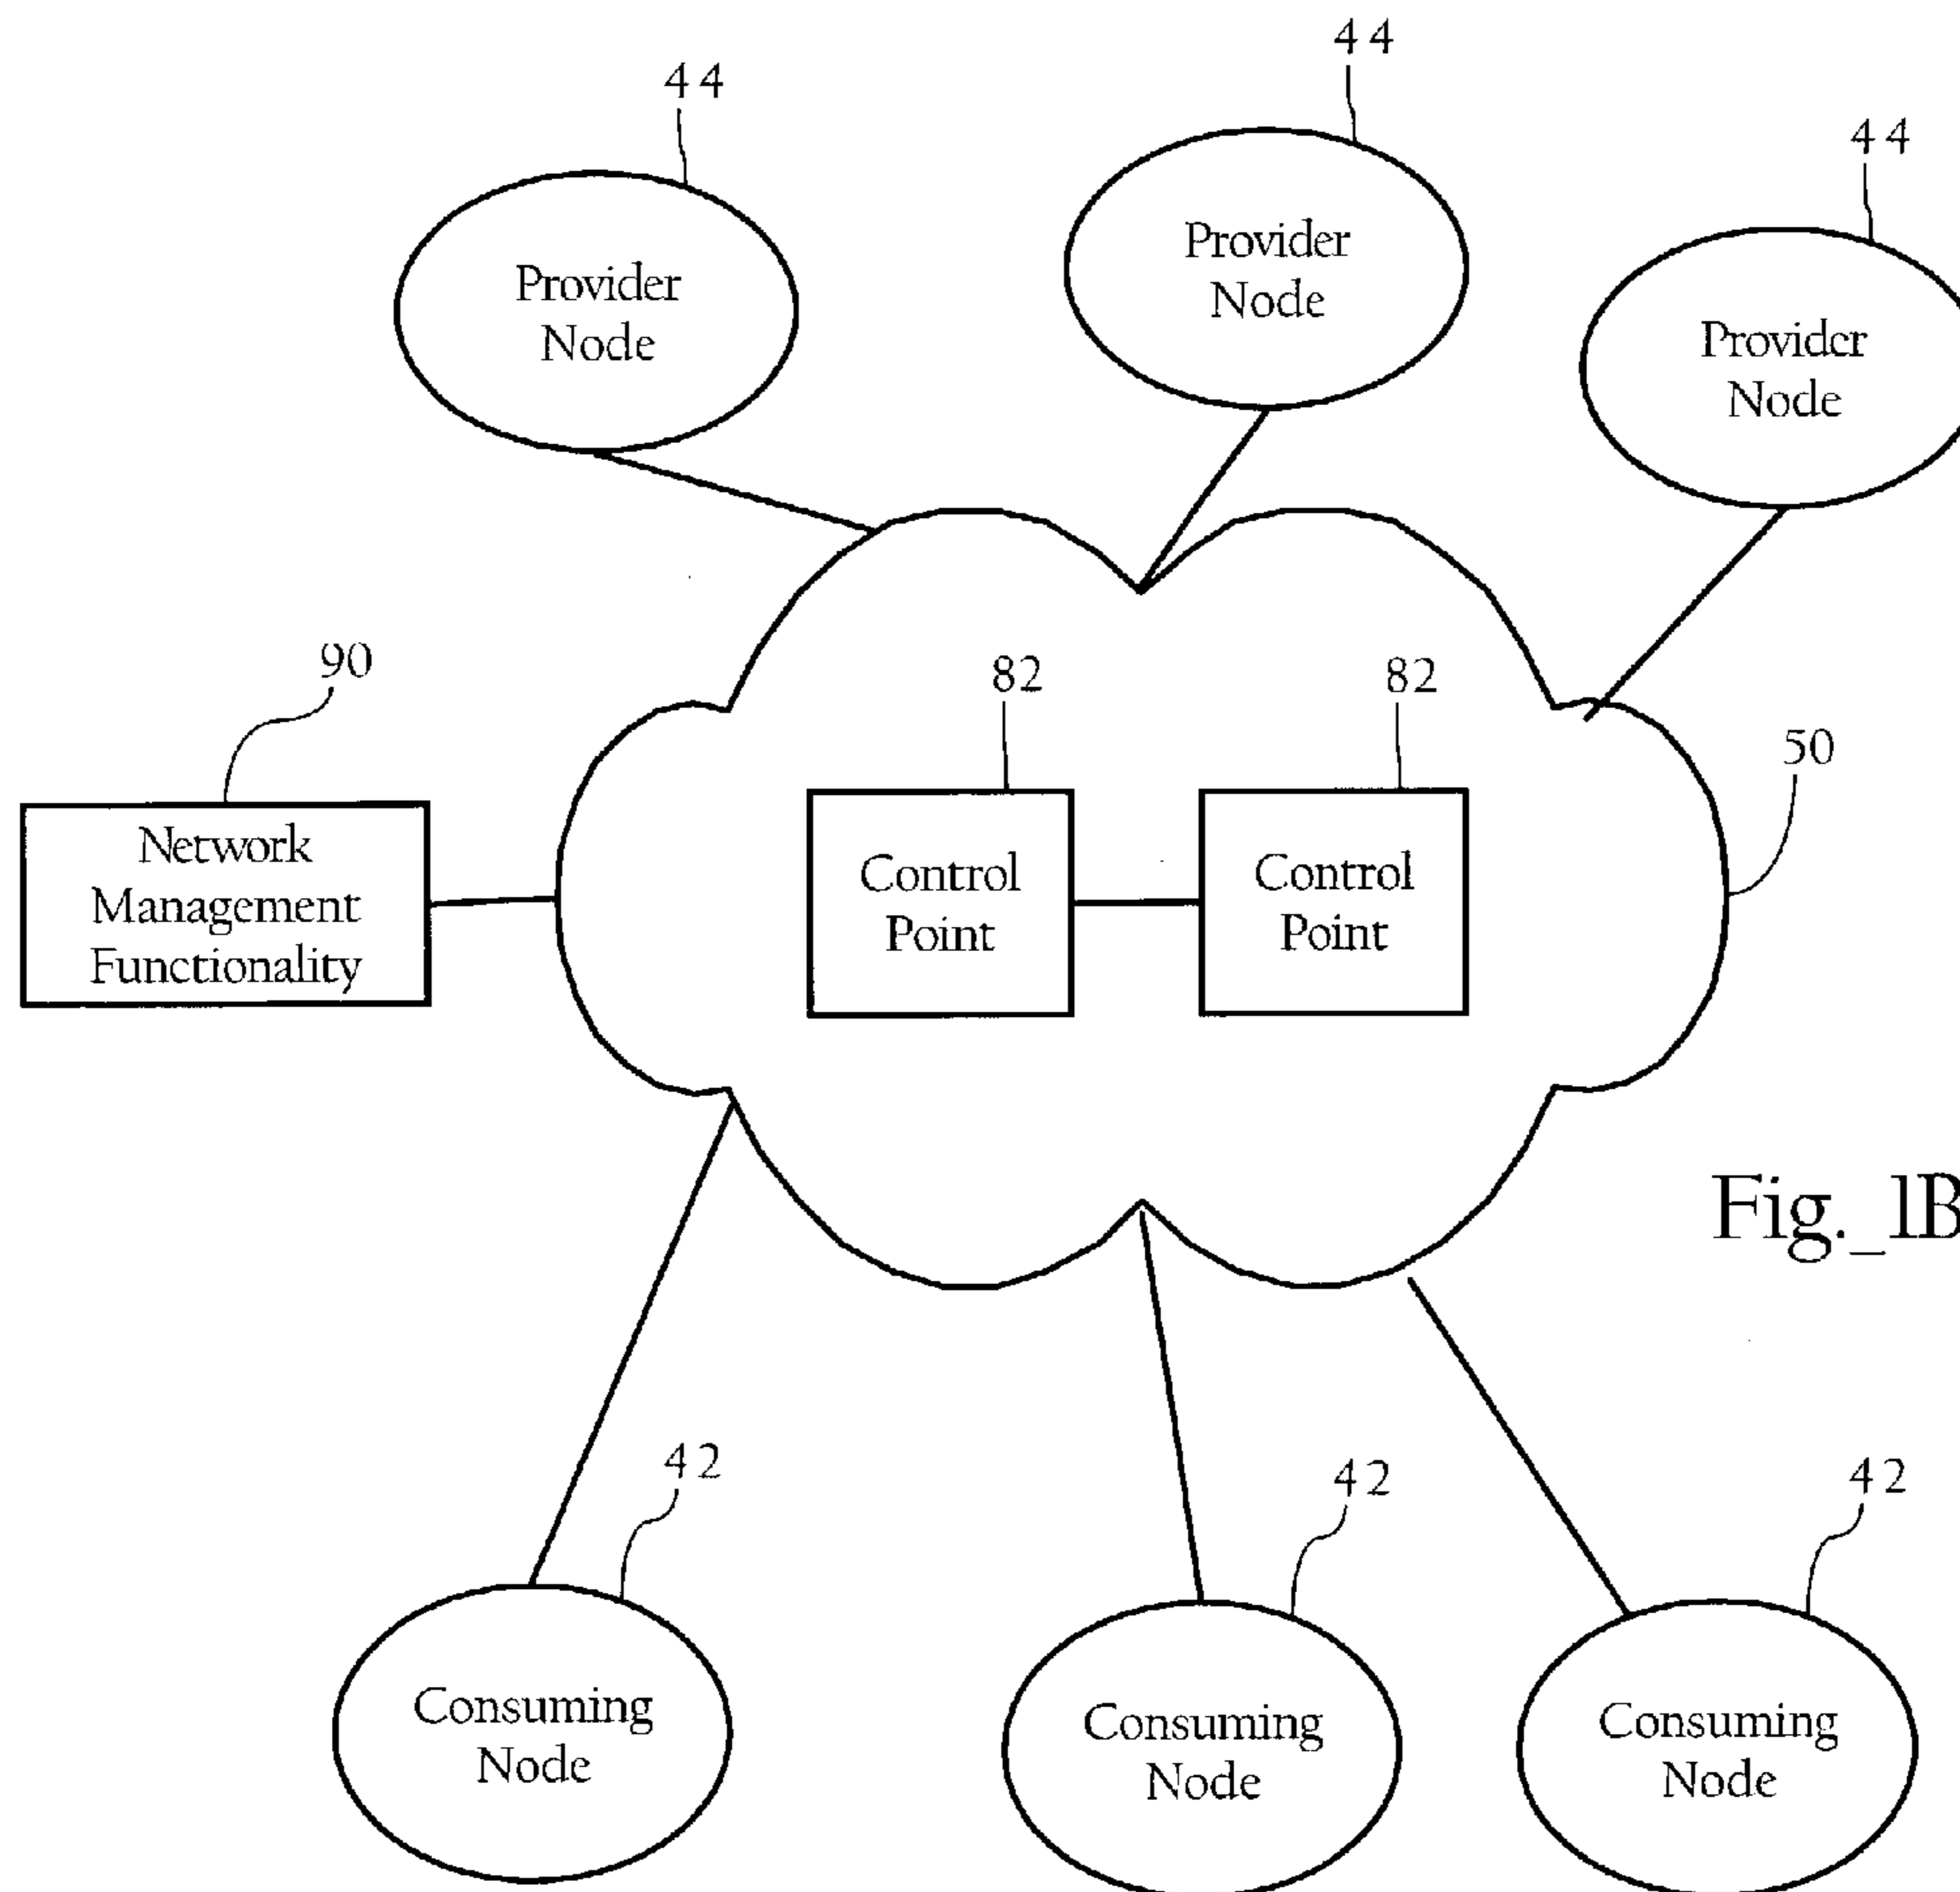 44
44
44
Provider
Node
Provider
Node
Provider
Node
90
82
82
50
Network
Management
Functionality
Control
Point
Control
Point
Fig._1B
42
42
42
Consuming
Node
Consuming
Node
Consuming
Node